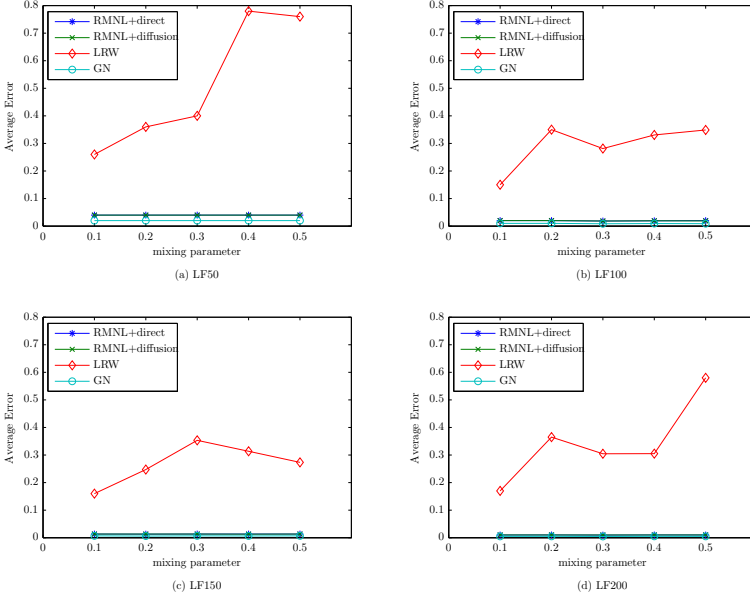 0.8
0.7
0.6
0.5
0.4
0.3
0.2
0.1
0
Average Error
RMNL+direct
RMNL+diffusion
LRW
GN
0 0.1 0.2 0.3 0.4 0.5
mixing parameter
(a) LF50
0.8
0.7
0.6
0.5
0.4
0.3
0.2
0.1
0
Average Error
RMNL+direct
RMNL+diffusion
LRW
GN
0 0.1 0.2 0.3 0.4 0.5
mixing parameter
(b) LF100
0.8
0.7
0.6
0.5
0.4
0.3
0.2
0.1
0
Average Error
RMNL+direct
RMNL+diffusion
LRW
GN
0 0.1 0.2 0.3 0.4 0.5
mixing parameter
(c) LF150
0.8
0.7
0.6
0.5
0.4
0.3
0.2
0.1
0
Average Error
RMNL+direct
RMNL+diffusion
LRW
GN
0 0.1 0.2 0.3 0.4 0.5
mixing parameter
(d) LF200